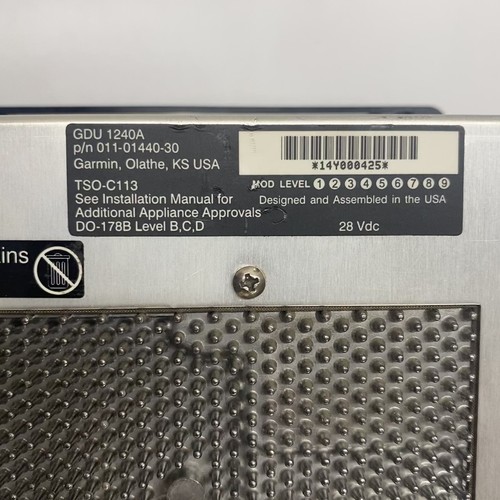 GDU 1240A
p/n 011-01440-30
Garmin, Olathe, KS USA
*14Y000425*
TSO-C113
See Installation Manual for
Additional Appliance Approvals
DO-178B Level B,C,D
MOD LEVEL 1 2 3 4 5 6 7 8 9
Designed and Assembled in the USA
28 Vdc